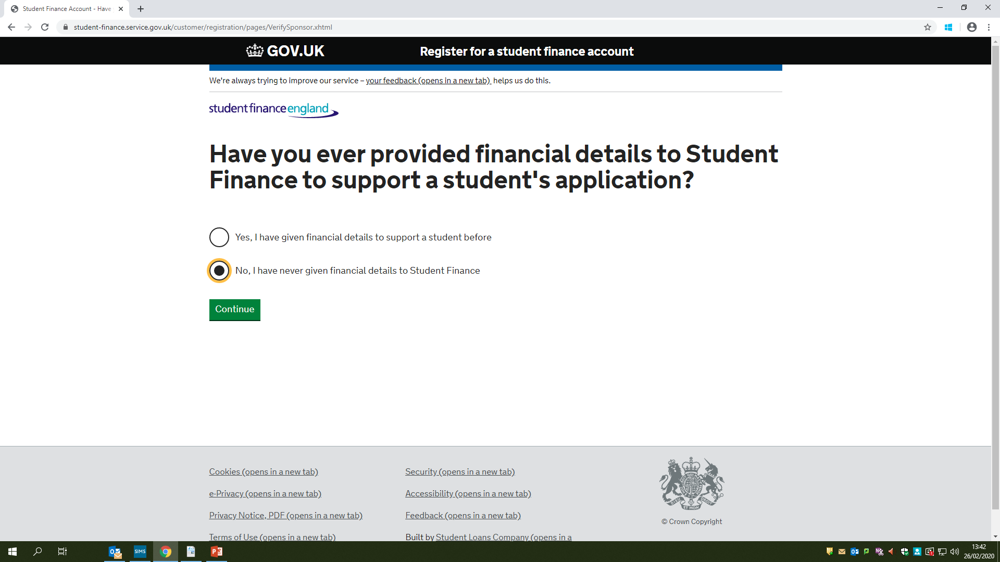 Student Finance Account - Have
student-finance.service.gov.uk/customer/registration/pages/VerifySponsor.xhtml
GOV.UK
Register for a student finance account
We're always trying to improve our service – your feedback (opens in a new tab) helps us do this.
studentfinanceengland
Have you ever provided financial details to Student
Finance to support a student's application?
Yes, I have given financial details to support a student before
No, I have never given financial details to Student Finance
Continue
Cookies (opens in a new tab)
Security (opens in a new tab)
e-Privacy (opens in a new tab)
Accessibility (opens in a new tab)
Privacy Notice, PDF (opens in a new tab)
Feedback (opens in a new tab)
DIEU ET MON DROIT
© Crown Copyright
Terms of Use (opens in a new tab)
Built by Student Loans Company (opens in a
SIMS
13:42
26/02/2020